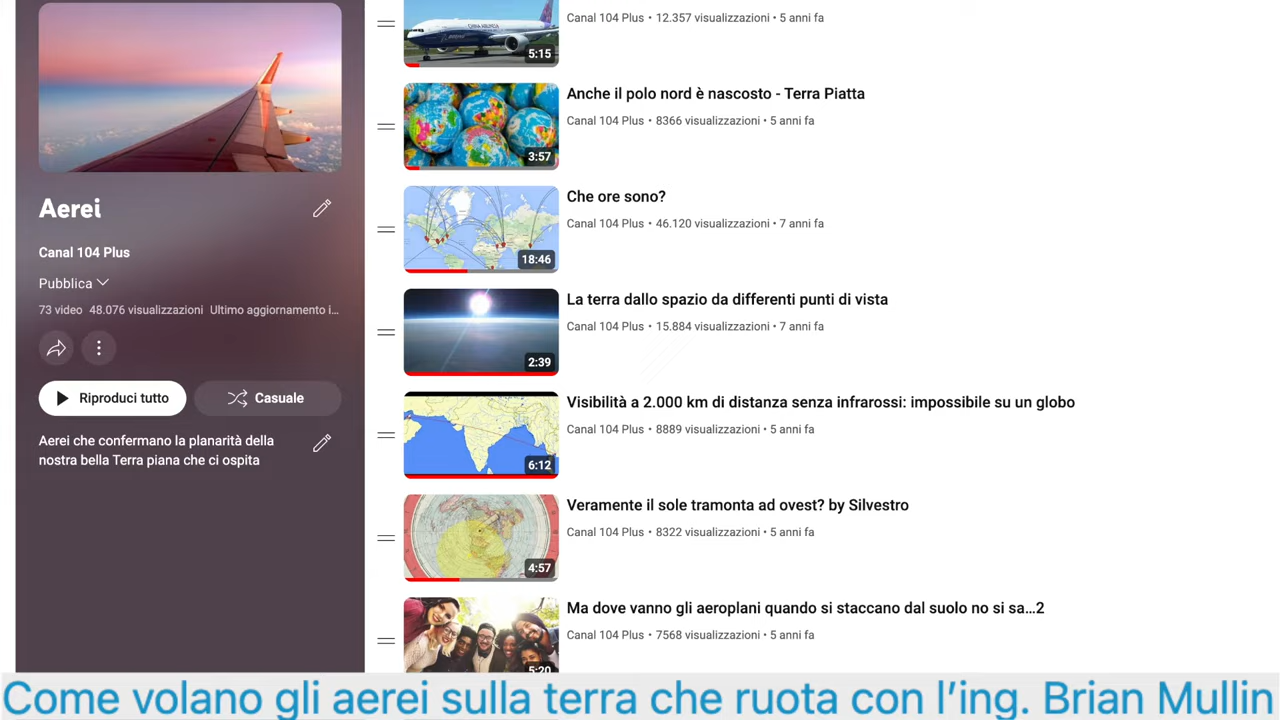 Aerei
Canal 104 Plus
Pubblica
73 video 48.076 visualizzazioni Ultimo aggiornamento i...
Riproduci tutto
Casuale
Aerei che confermano la planarità della
nostra bella Terra piana che ci ospita
CHINA AIRLINES
5:15
Canal 104 Plus • 12.357 visualizzazioni • 5 anni fa
3:57
Anche il polo nord è nascosto - Terra Piatta
Canal 104 Plus • 8366 visualizzazioni • 5 anni fa
18:46
Che ore sono?
Canal 104 Plus • 46.120 visualizzazioni • 7 anni fa
2:39
La terra dallo spazio da differenti punti di vista
Canal 104 Plus • 15.884 visualizzazioni • 7 anni fa
6:12
Visibilità a 2.000 km di distanza senza infrarossi: impossibile su un globo
Canal 104 Plus • 8889 visualizzazioni • 5 anni fa
4:57
Veramente il sole tramonta ad ovest? by Silvestro
Canal 104 Plus • 8322 visualizzazioni • 5 anni fa
5:20
Ma dove vanno gli aeroplani quando si staccano dal suolo no si sa...2
Canal 104 Plus • 7568 visualizzazioni • 5 anni fa
Come volano gli aerei sulla terra che ruota con l'ing. Brian Mullin